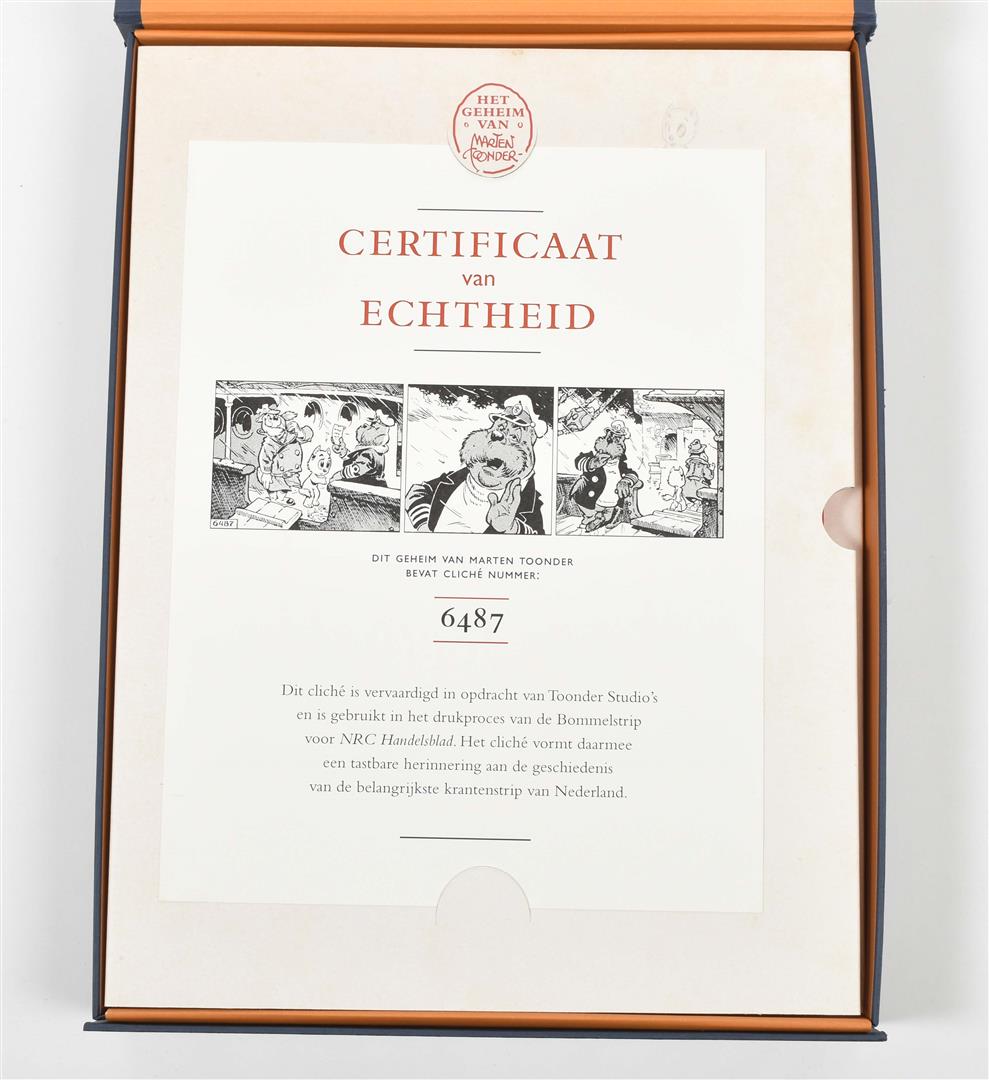 HET
GEHEIM
VAN
MARTEN
TOONDER
CERTIFICAAT
van
ECHTHEID
6487
DIT GEHEIM VAN MARTEN TOONDER
BEVAT CLICHÉ NUMMER:
6487
Dit cliché is vervaardigd in opdracht van Toonder Studio's
en is gebruikt in het drukproces van de Bommelstrip
voor NRC Handelsblad. Het cliché vormt daarmee
een tastbare herinnering aan de geschiedenis
van de belangrijkste krantenstrip van Nederland.